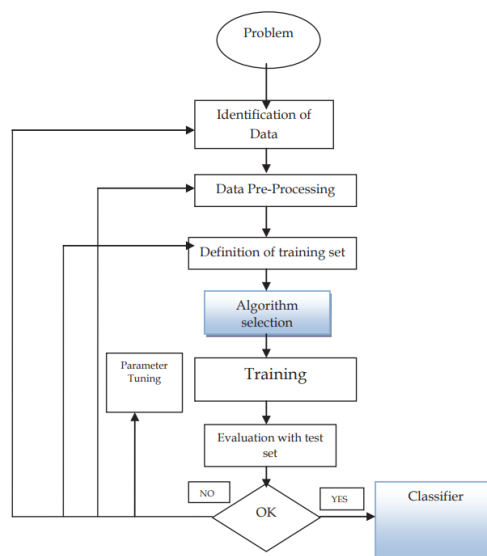 Problem
Identification of
Data
Data Pre-Processing
Definition of training set
Algorithm
selection
Training
Parameter
Tuning
Evaluation with test
set
NO
OK
YES
Classifier